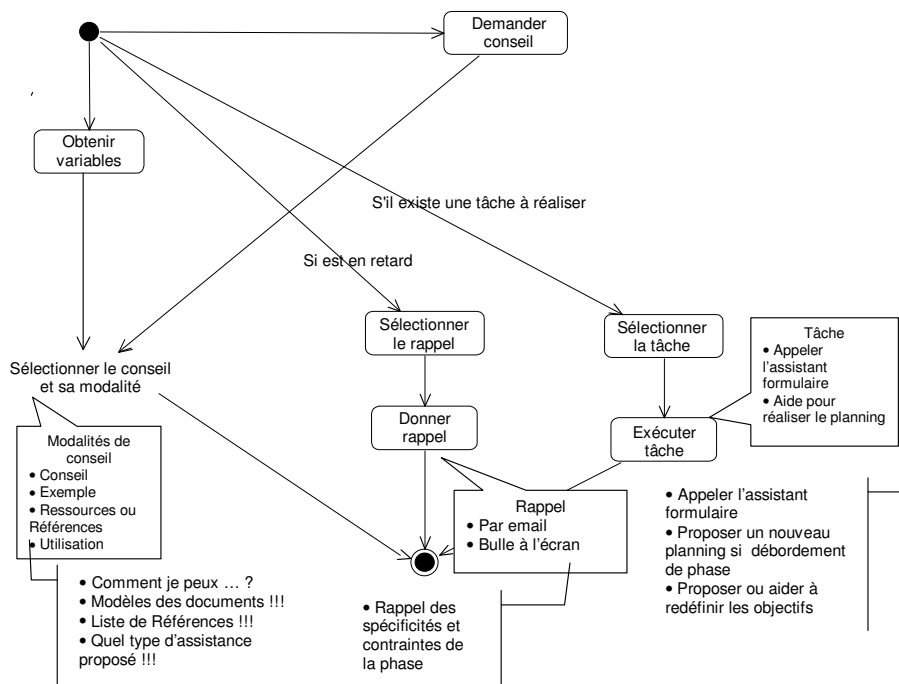 Demander
conseil
Obtenir
variables
S'il existe une tâche à réaliser
Si est en retard
Sélectionner
le rappel
Sélectionner
la tâche
Tâche
• Appeler
l'assistant
formulaire
• Aide pour
réaliser le planning
Sélectionner le conseil
et sa modalité
Donner
rappel
Exécuter
tâche
Modalités de
conseil
• Conseil
• Exemple
• Ressources ou
Références
• Utilisation
Rappel
• Par email
• Bulle à l'écran
• Appeler l'assistant
formulaire
• Proposer un nouveau
planning si débordement
de phase
• Proposer ou aider à
redéfinir les objectifs
• Comment je peux … ?
• Modèles des documents !!!
• Liste de Références !!!
• Quel type d'assistance
proposé !!!
• Rappel des
spécificités et
contraintes de
la phase